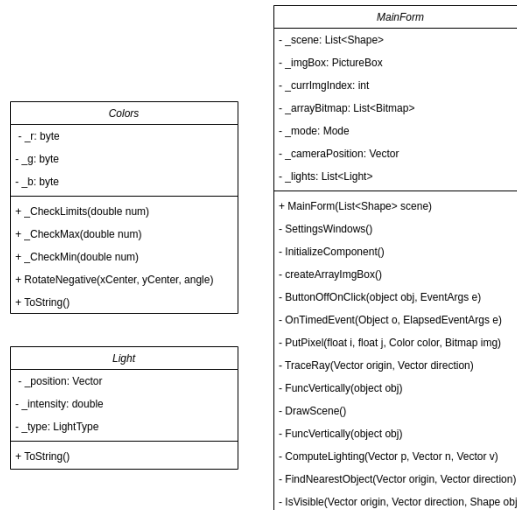 Colors
- _r: byte
- _g: byte
- _b: byte
+ _CheckLimits(double num)
+ _CheckMax(double num)
+ _CheckMin(double num)
+ RotateNegative(xCenter, yCenter, angle)
+ ToString()
Light
- _position: Vector
- _intensity: double
- _type: LightType
+ ToString()
MainForm
- _scene: List<Shape>
- _imgBox: PictureBox
- _currImgIndex: int
- _arrayBitmap: List<Bitmap>
- _mode: Mode
- _cameraPosition: Vector
- _lights: List<Light>
+ MainForm(List<Shape> scene)
- SettingsWindows()
- InitializeComponent()
- createArrayImgBox()
- ButtonOffOnClick(object obj, EventArgs e)
- OnTimedEvent(Object o, ElapsedEventArgs e)
- PutPixel(float i, float j, Color color, Bitmap img)
- TraceRay(Vector origin, Vector direction)
- FuncVertically(object obj)
- DrawScene()
- FuncVertically(object obj)
- ComputeLighting(Vector p, Vector n, Vector v)
- FindNearestObject(Vector origin, Vector direction)
- IsVisible(Vector origin, Vector direction, Shape obj